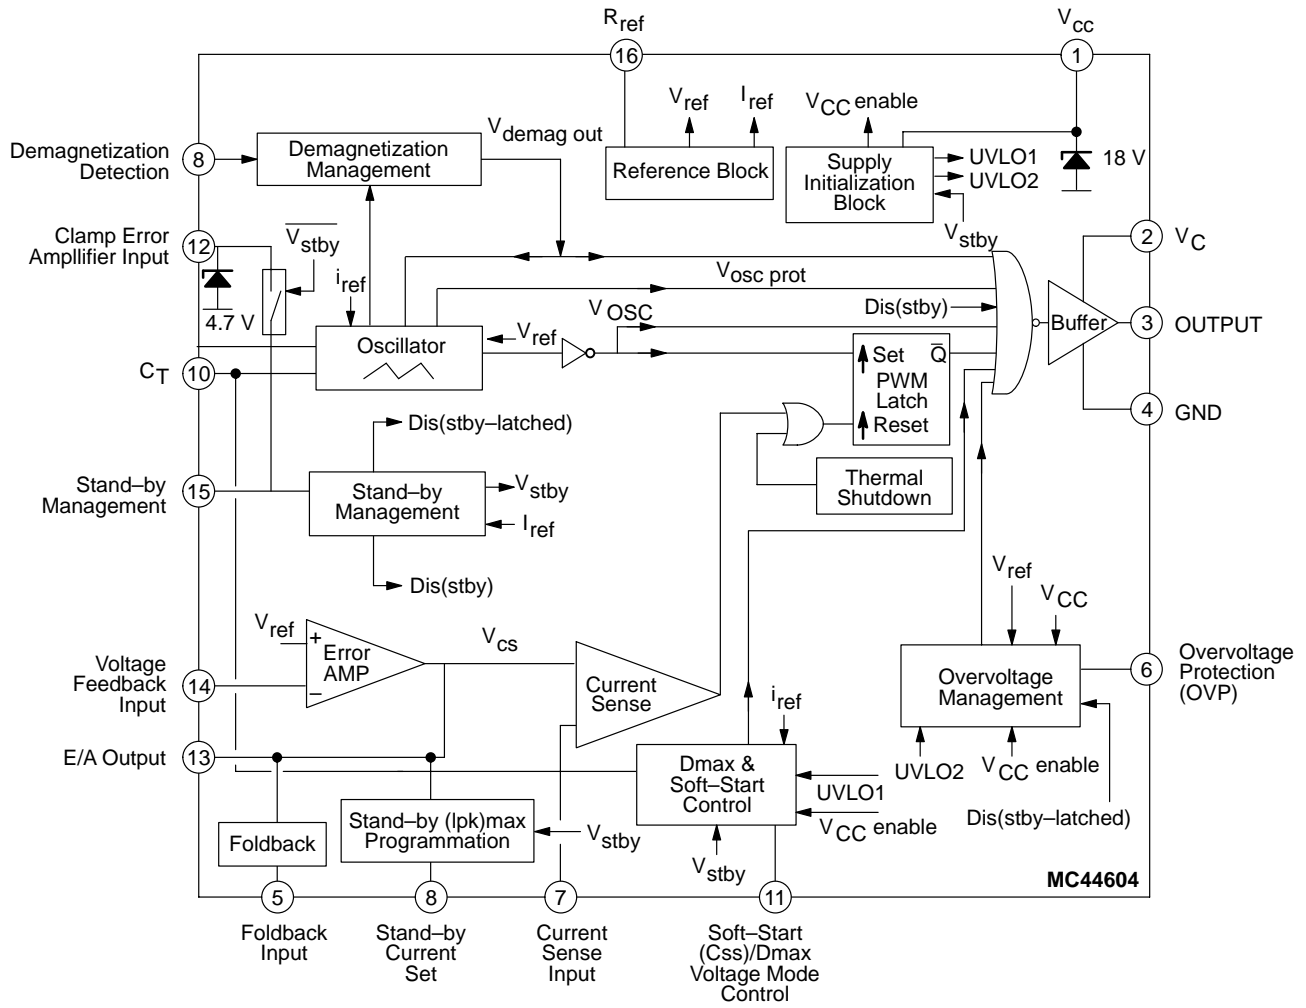 R_ref
16
V_cc
1
Demagnetization
Detection
8
Demagnetization
Management
V_demag out
V_ref
I_ref
Reference Block
V_CC enable
Supply
Initialization
Block
UVLO1
UVLO2
V_stby
18 V
Clamp Error
Ampllifier Input
12
4.7 V
V̅_stby
i_ref
Oscillator
V_ref
V_OSC
V_osc prot
Dis(stby)
2
V_C
Buffer
3
OUTPUT
4
GND
C_T
10
Set
Q̅
PWM
Latch
Reset
Thermal
Shutdown
Dis(stby–latched)
Stand–by
Management
15
Stand–by
Management
V_stby
I_ref
Dis(stby)
V_ref
+
Error
AMP
–
V_cs
Voltage
Feedback
Input
14
E/A Output
13
Current
Sense
i_ref
Dmax &
Soft–Start
Control
UVLO1
V_CC enable
V_stby
V_ref
V_CC
Overvoltage
Management
6
Overvoltage
Protection
(OVP)
UVLO2
V_CC enable
Dis(stby–latched)
Foldback
Stand–by (Ipk)max
Programmation
V_stby
MC44604
5
8
7
11
Foldback
Input
Stand–by
Current
Set
Current
Sense
Input
Soft–Start
(Css)/Dmax
Voltage Mode
Control